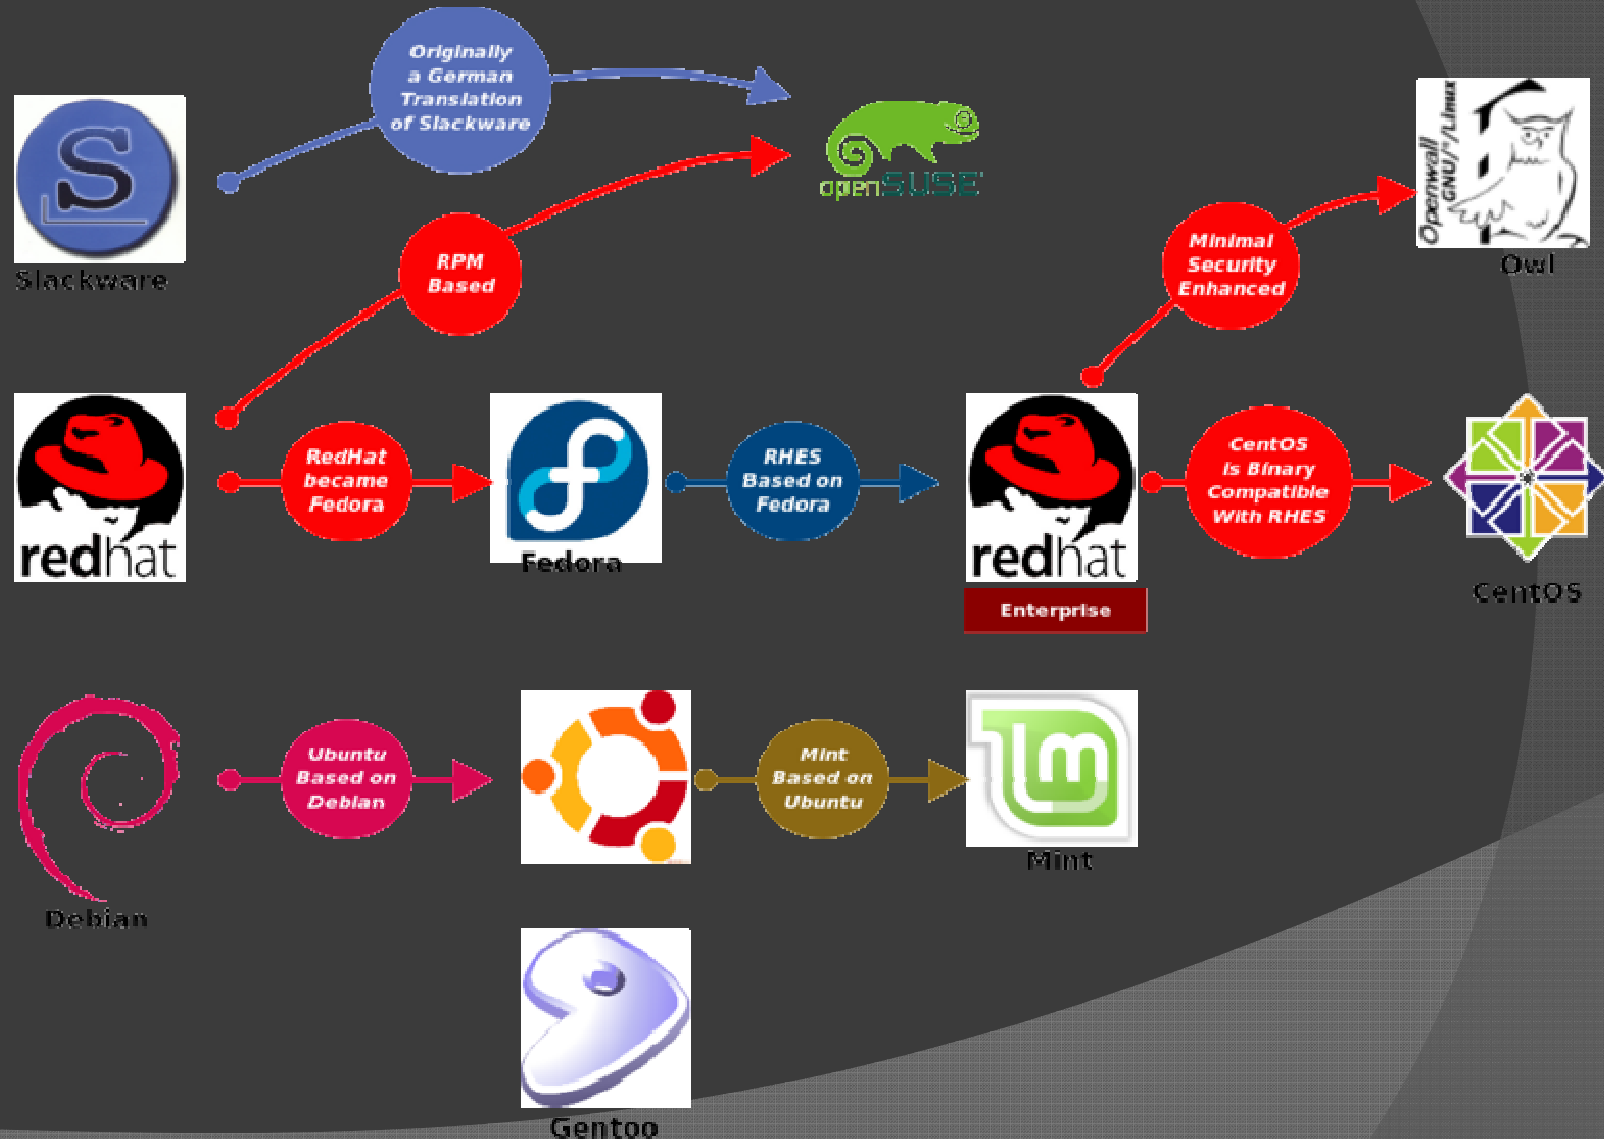 Originally
a German
Translation
of Slackware
Slackware
openSUSE
RPM
Based
Minimal
Security
Enhanced
Openwall
GNU/*/Linux
Owl
redhat
RedHat
became
Fedora
Fedora
RHES
Based on
Fedora
redhat
Enterprise
CentOS
is Binary
Compatible
With RHES
CentOS
Debian
Ubuntu
Based on
Debian
Mint
Based on
Ubuntu
Mint
Gentoo